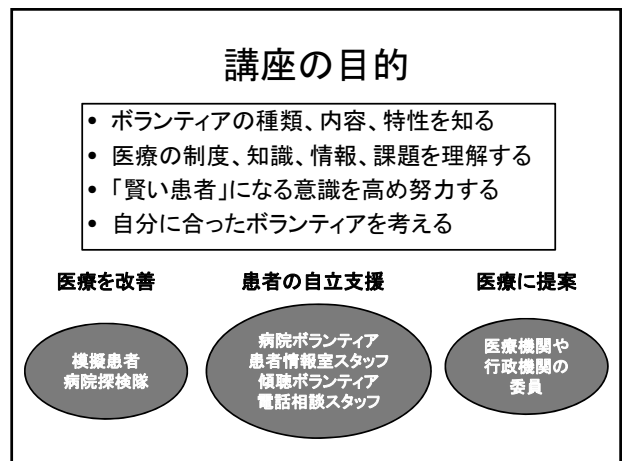 講座の目的
• ボランティアの種類、内容、特性を知る
• 医療の制度、知識、情報、課題を理解する
• 「賢い患者」になる意識を高め努力する
• 自分に合ったボランティアを考える
医療を改善
模擬患者
病院探検隊
患者の自立支援
病院ボランティア
患者情報室スタッフ
傾聴ボランティア
電話相談スタッフ
医療に提案
医療機関や
行政機関の
委員